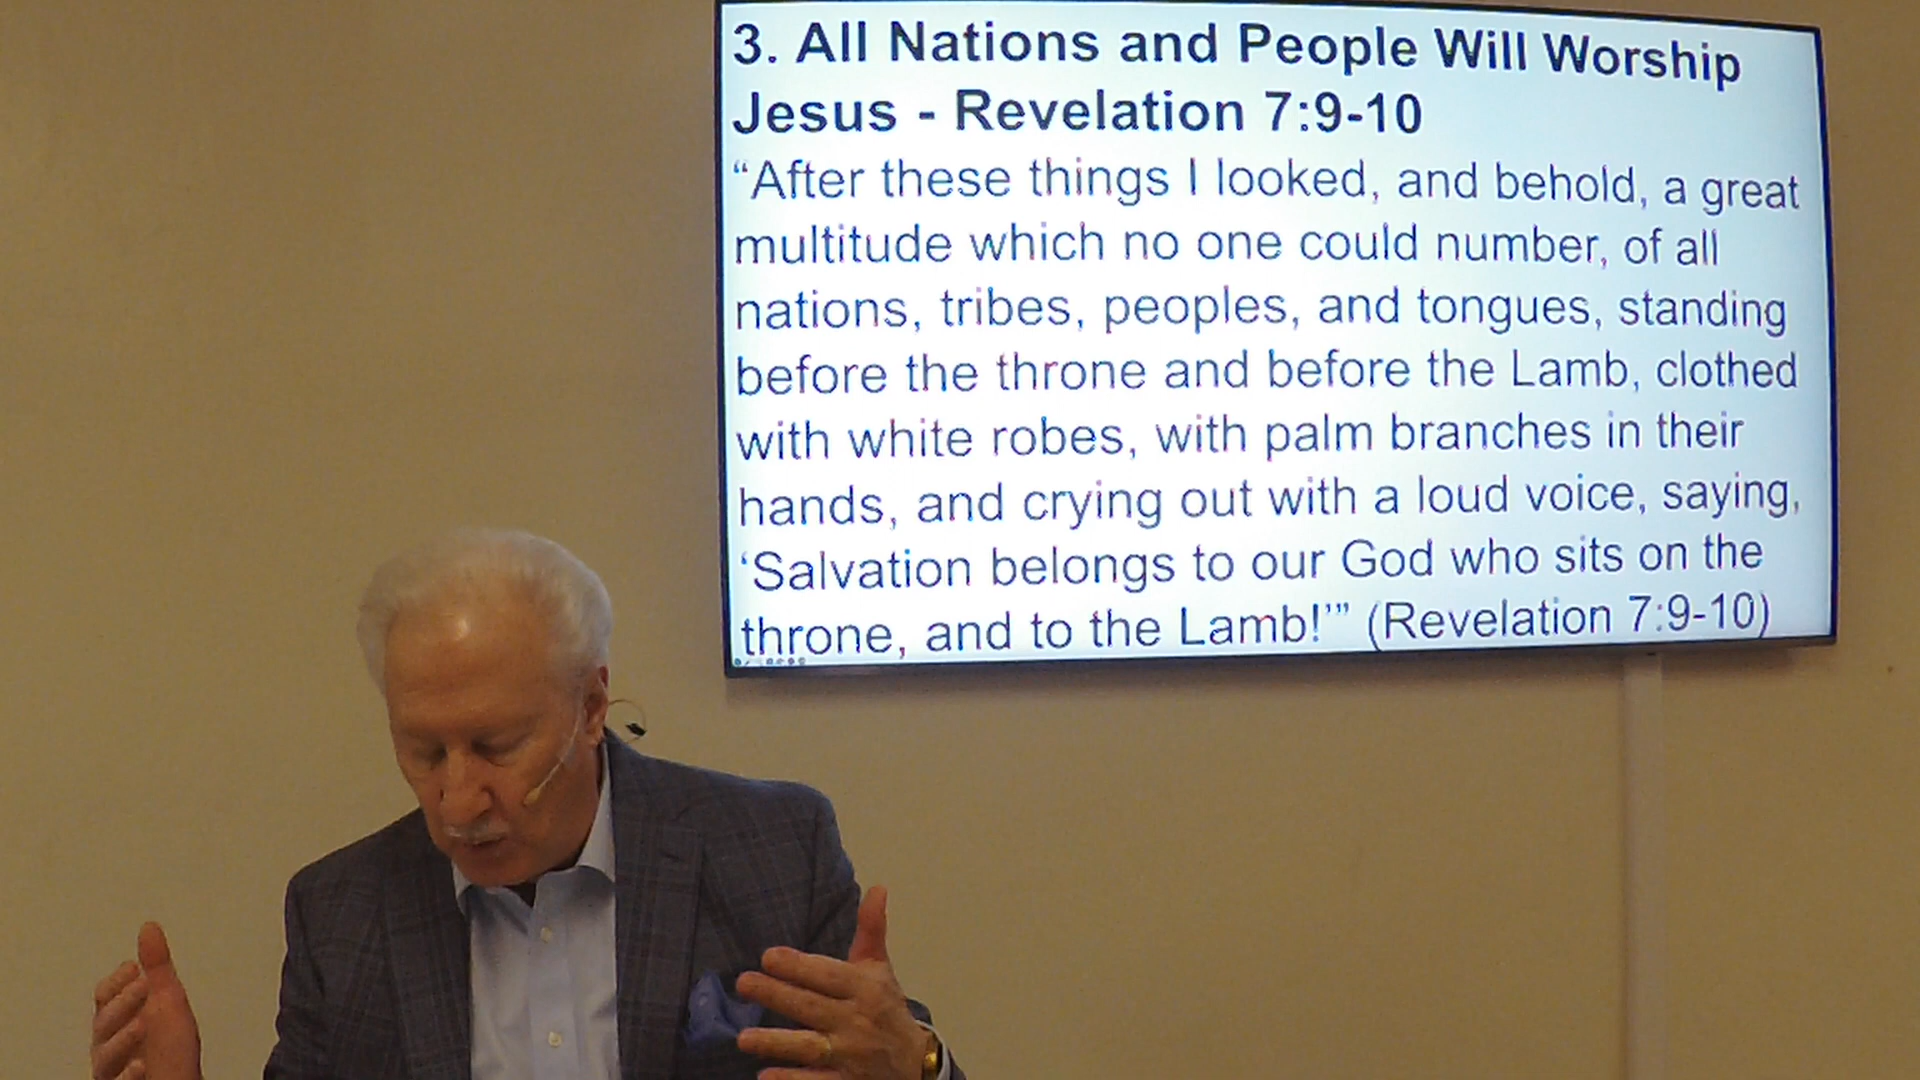 3. All Nations and People Will Worship
Jesus - Revelation 7:9-10
“After these things I looked, and behold, a great
multitude which no one could number, of all
nations, tribes, peoples, and tongues, standing
before the throne and before the Lamb, clothed
with white robes, with palm branches in their
hands, and crying out with a loud voice, saying,
‘Salvation belongs to our God who sits on the
throne, and to the Lamb!’” (Revelation 7:9-10)